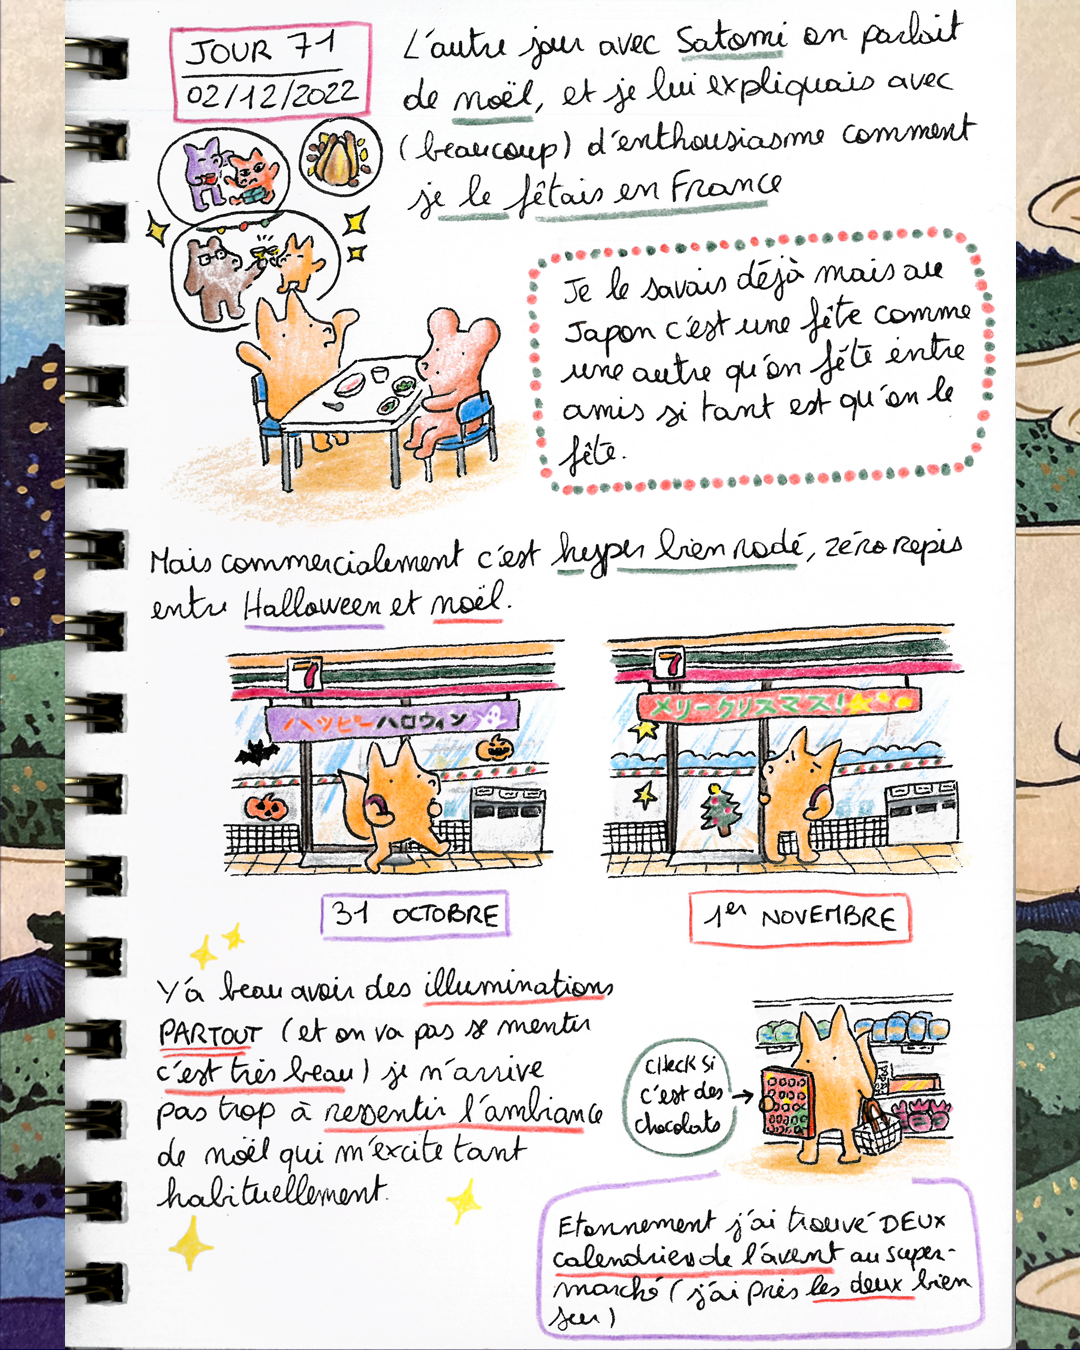 JOUR 71
02/12/2022
L'autre jour avec Satomi on parlait
de noël, et je lui expliquais avec
(beaucoup) d'enthousiasme comment
je le fêtais en France
Je le savais déjà mais au
Japon c'est une fête comme
une autre qu'on fête entre
amis si tant est qu'on le
fête.
Mais commercialement c'est hyper bien rodé, zéro repis
entre Halloween et noël.
7
ハッピーハロウィン
31 OCTOBRE
7
メリークリスマス!
1er NOVEMBRE
Y'a beau avoir des illuminations
PARTOUT (et on va pas se mentir
c'est très beau) je n'arrive
pas trop à ressentir l'ambiance
de noël qui m'excite tant
habituellement.
CHECK SI
c'est des
chocolats
Etonnement j'ai trouvé DEUX
calendriers de l'avent au super-
marché (j'ai près les deux bien
sur)